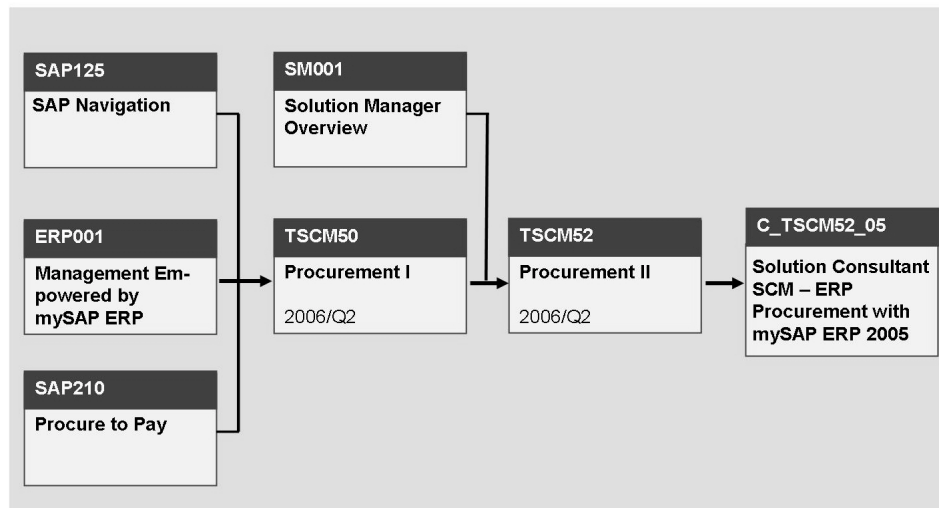 SAP125
SAP Navigation
SM001
Solution Manager
Overview
ERP001
Management Em-
powered by
mySAP ERP
TSCM50
Procurement I
2006/Q2
TSCM52
Procurement II
2006/Q2
C_TSCM52_05
Solution Consultant
SCM – ERP
Procurement with
mySAP ERP 2005
SAP210
Procure to Pay